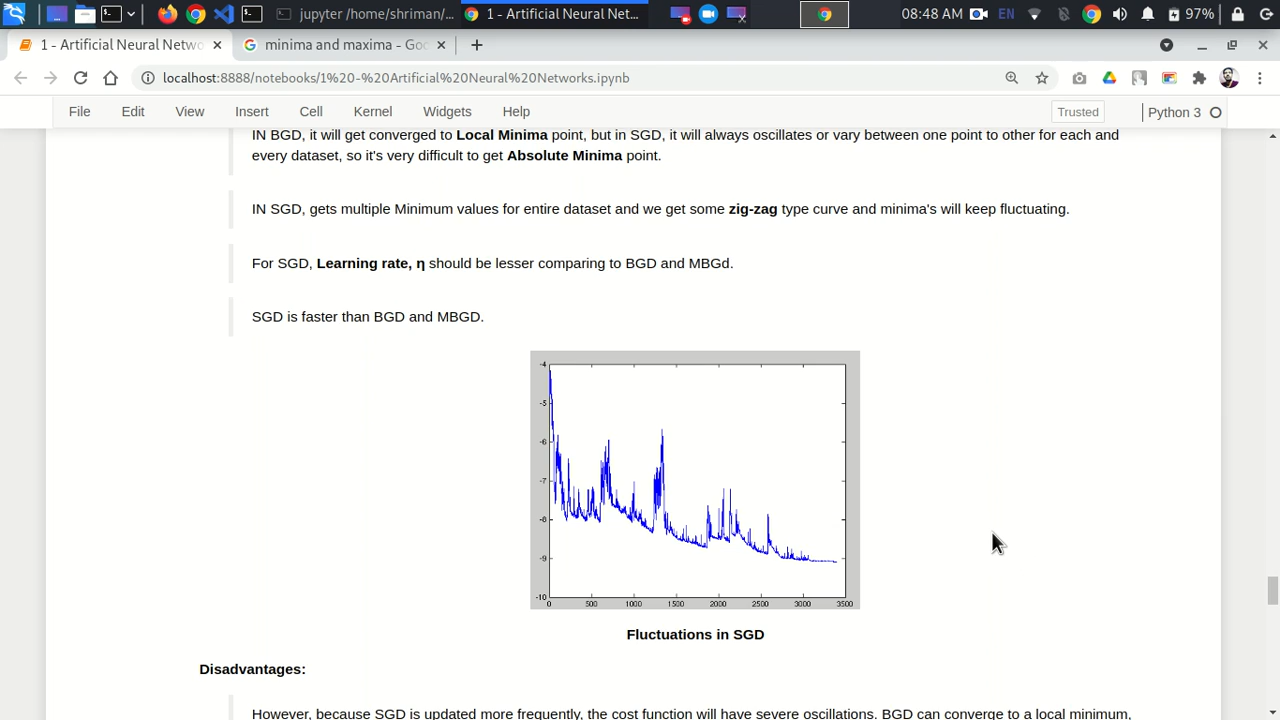 jupyter /home/shriman/...
1 - Artificial Neural Net...
08:48 AM
EN
97%
1 - Artificial Neural Netwo
minima and maxima - Goo
localhost:8888/notebooks/1%20-%20Artificial%20Neural%20Networks.ipynb
File Edit View Insert Cell Kernel Widgets Help
Trusted
Python 3
IN BGD, it will get converged to Local Minima point, but in SGD, it will always oscillates or vary between one point to other for each and
every dataset, so it's very difficult to get Absolute Minima point.
IN SGD, gets multiple Minimum values for entire dataset and we get some zig-zag type curve and minima's will keep fluctuating.
For SGD, Learning rate, η should be lesser comparing to BGD and MBGd.
SGD is faster than BGD and MBGD.
-4
-5
-6
-7
-8
-9
-10
0 500 1000 1500 2000 2500 3000 3500
Fluctuations in SGD
Disadvantages:
However, because SGD is updated more frequently, the cost function will have severe oscillations. BGD can converge to a local minimum,